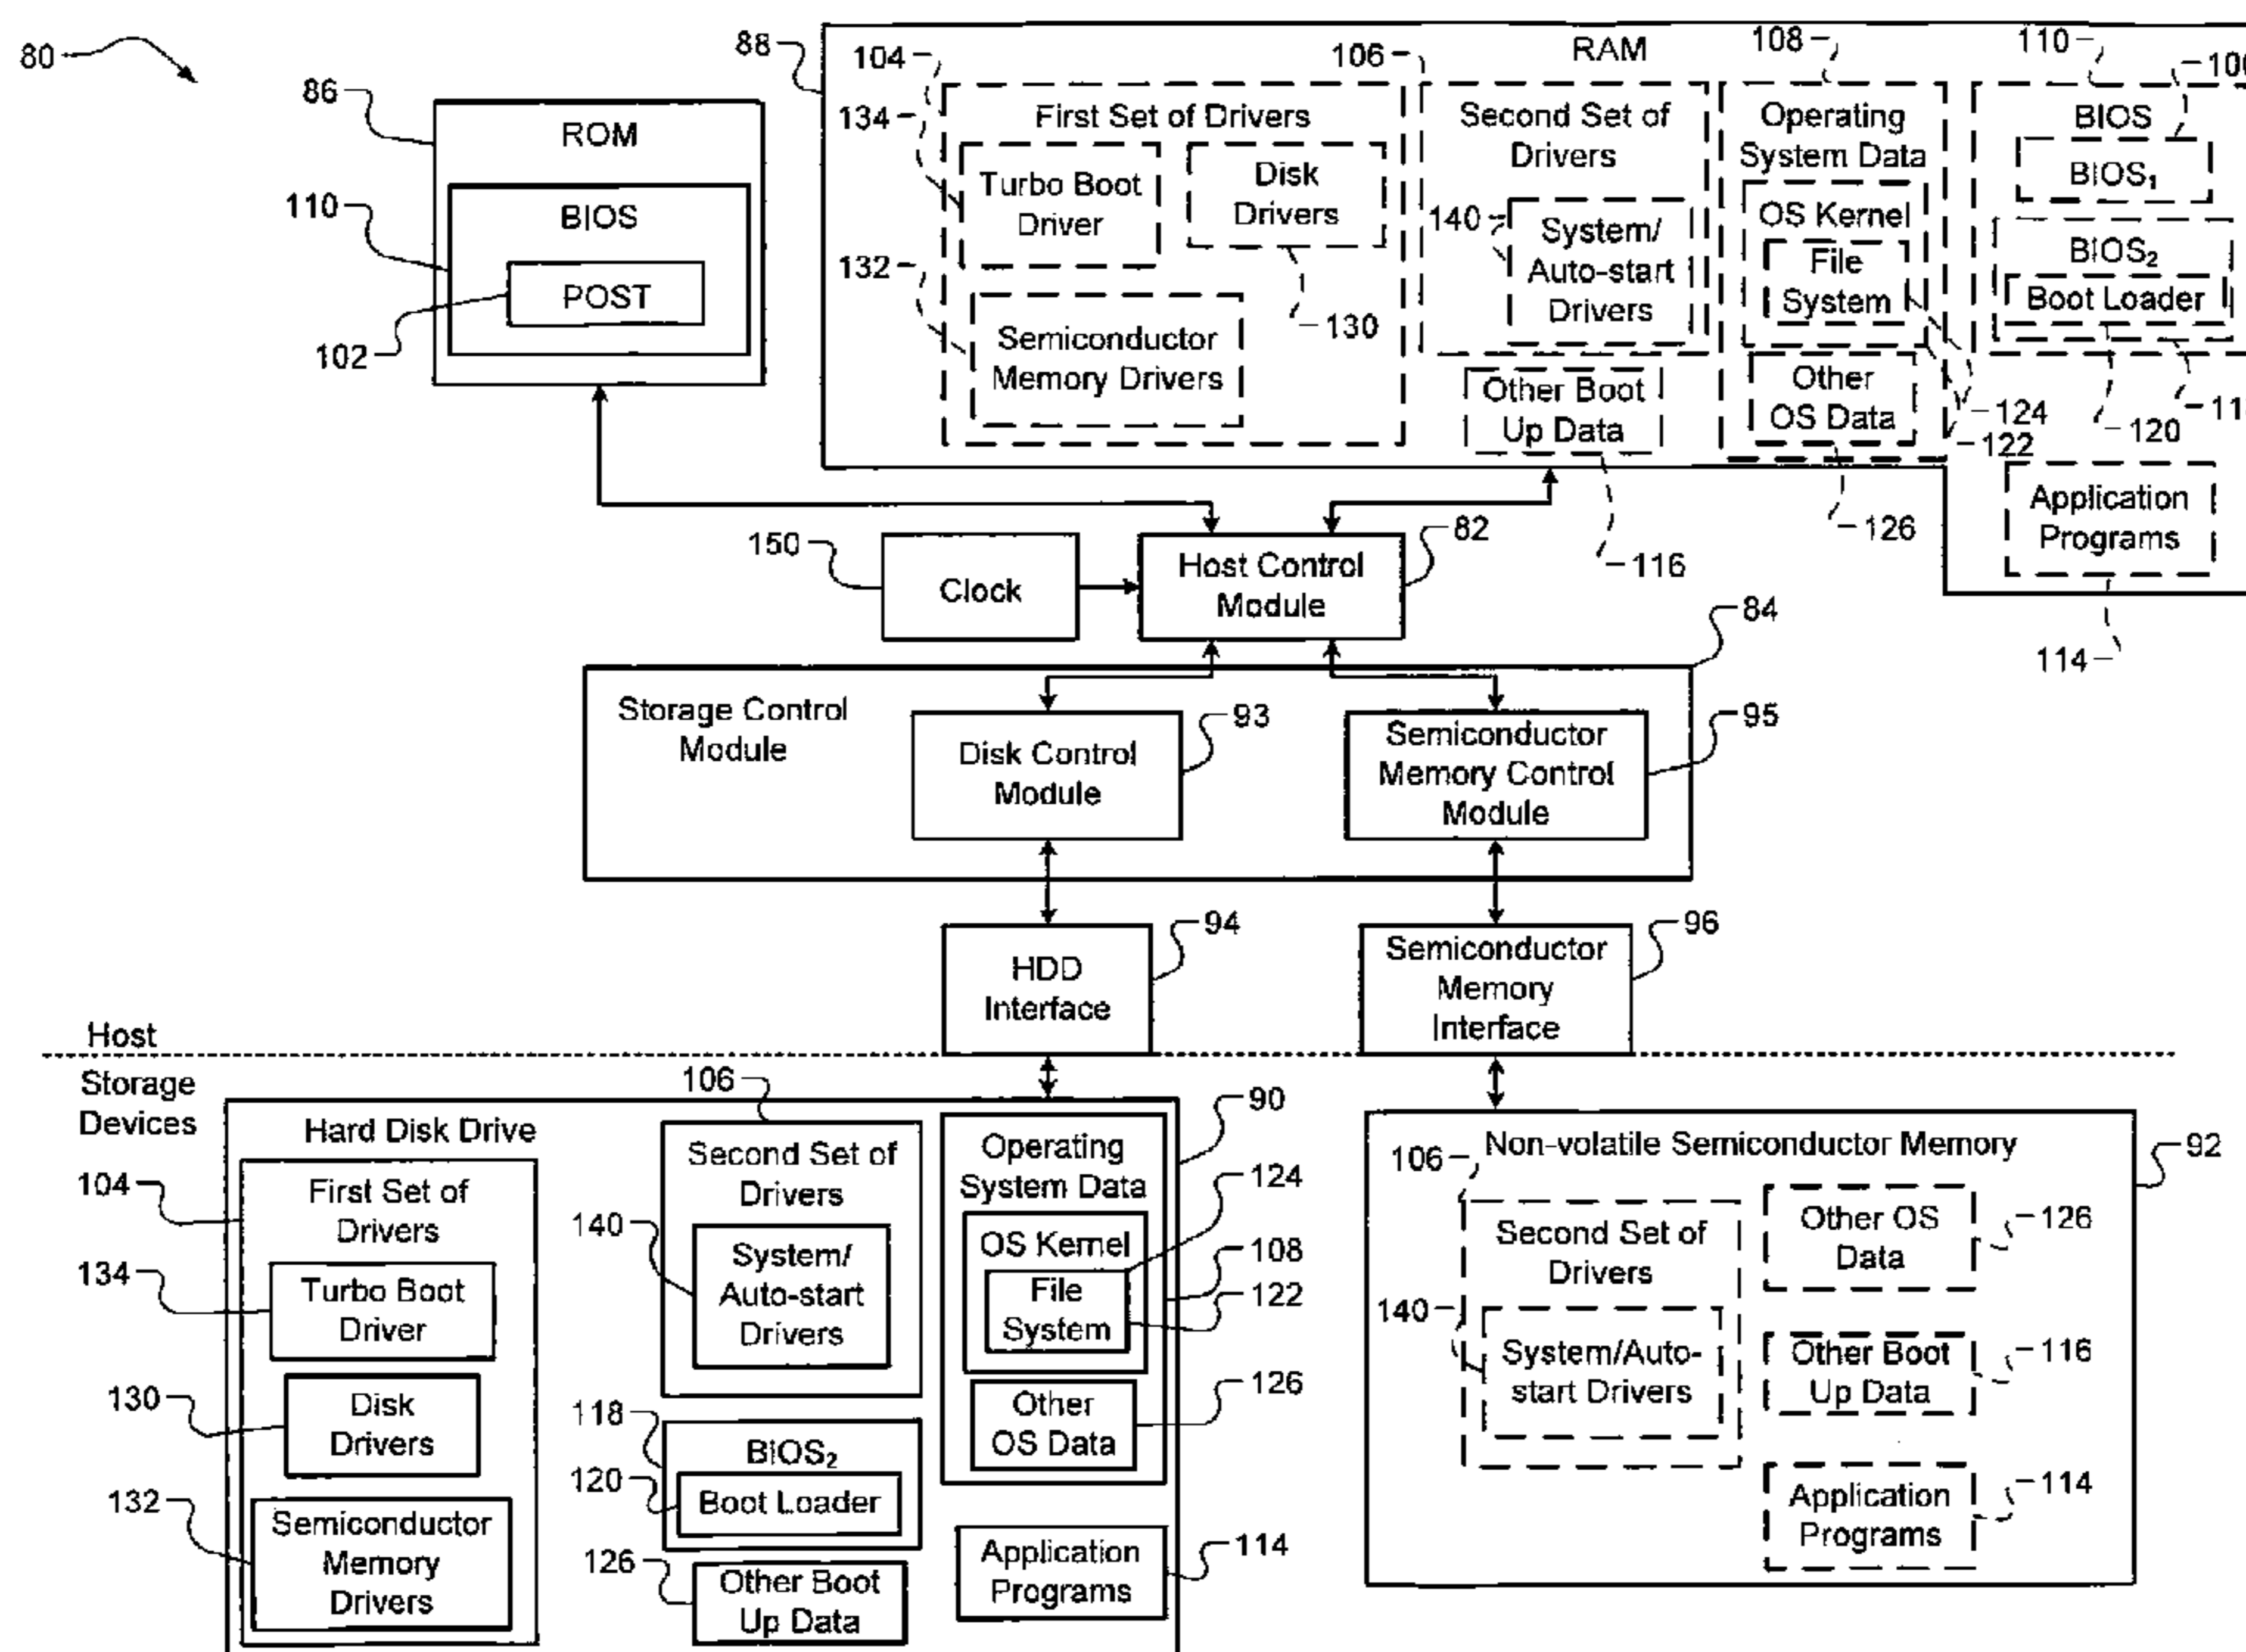 80
86
ROM
110
BIOS
POST
102
88
RAM
104
134
First Set of Drivers
Turbo Boot
Driver
Disk
Drivers
132
Semiconductor
Memory Drivers
130
106
Second Set of
Drivers
140
System/
Auto-start
Drivers
Other Boot
Up Data
116
108
Operating
System Data
OS Kernel
File
System
Other
OS Data
124
122
126
110
BIOS
BIOS₁
BIOS₂
Boot Loader
120
Application
Programs
114
150
Clock
Host Control
Module
82
84
Storage Control
Module
Disk Control
Module
93
Semiconductor
Memory Control
Module
95
HDD
Interface
94
Semiconductor
Memory
Interface
96
Host
Storage
Devices
Hard Disk Drive
90
104
First Set of
Drivers
134
Turbo Boot
Driver
130
Disk
Drivers
132
Semiconductor
Memory
Drivers
106
Second Set of
Drivers
140
System/
Auto-start
Drivers
118
BIOS₂
120
Boot Loader
126
Other Boot
Up Data
Operating
System Data
124
OS Kernel
108
File
System
122
126
Other
OS Data
Application
Programs
114
Non-volatile Semiconductor Memory
92
106
Second Set of
Drivers
140
System/Auto-
start Drivers
Other OS
Data
126
Other Boot
Up Data
116
Application
Programs
114